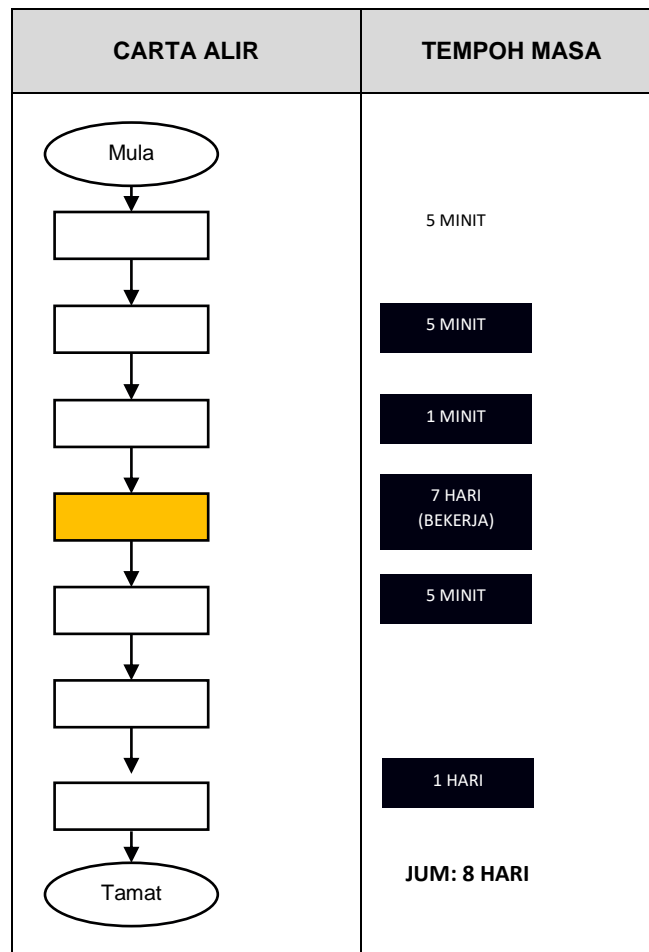 CARTA ALIR
TEMPOH MASA
Mula
5 MINIT
5 MINIT
1 MINIT
7 HARI
(BEKERJA)
5 MINIT
1 HARI
JUM: 8 HARI
Tamat